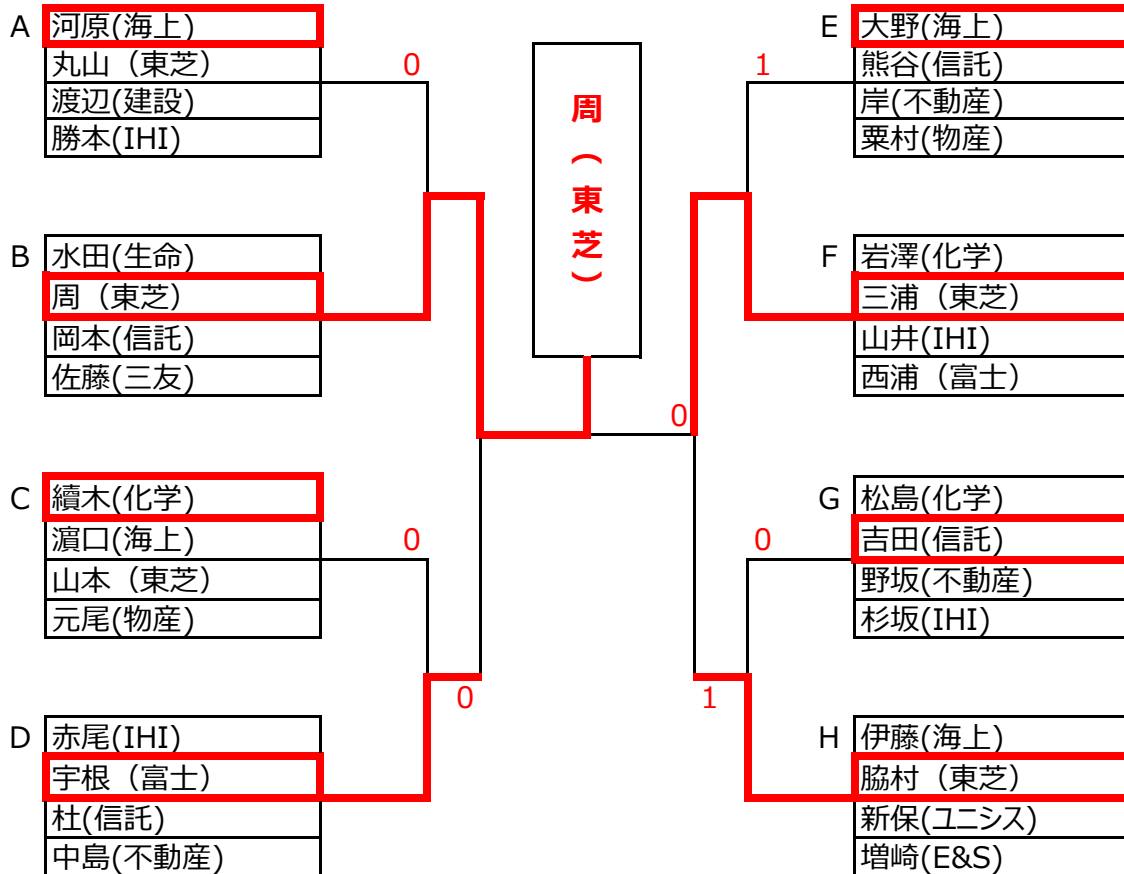 A
河原(海上)
丸山（東芝）
渡辺(建設)
勝本(IHI)
0
B
水田(生命)
周（東芝）
岡本(信託)
佐藤(三友)
C
續木(化学)
濵口(海上)
山本（東芝）
元尾(物産)
0
D
赤尾(IHI)
宇根（富士）
杜(信託)
中島(不動産)
0
周（東芝）
0
E
大野(海上)
熊谷(信託)
岸(不動産)
粟村(物産)
1
F
岩澤(化学)
三浦（東芝）
山井(IHI)
西浦（富士）
G
松島(化学)
吉田(信託)
野坂(不動産)
杉坂(IHI)
0
1
H
伊藤(海上)
脇村（東芝）
新保(ユニシス)
増崎(E&S)